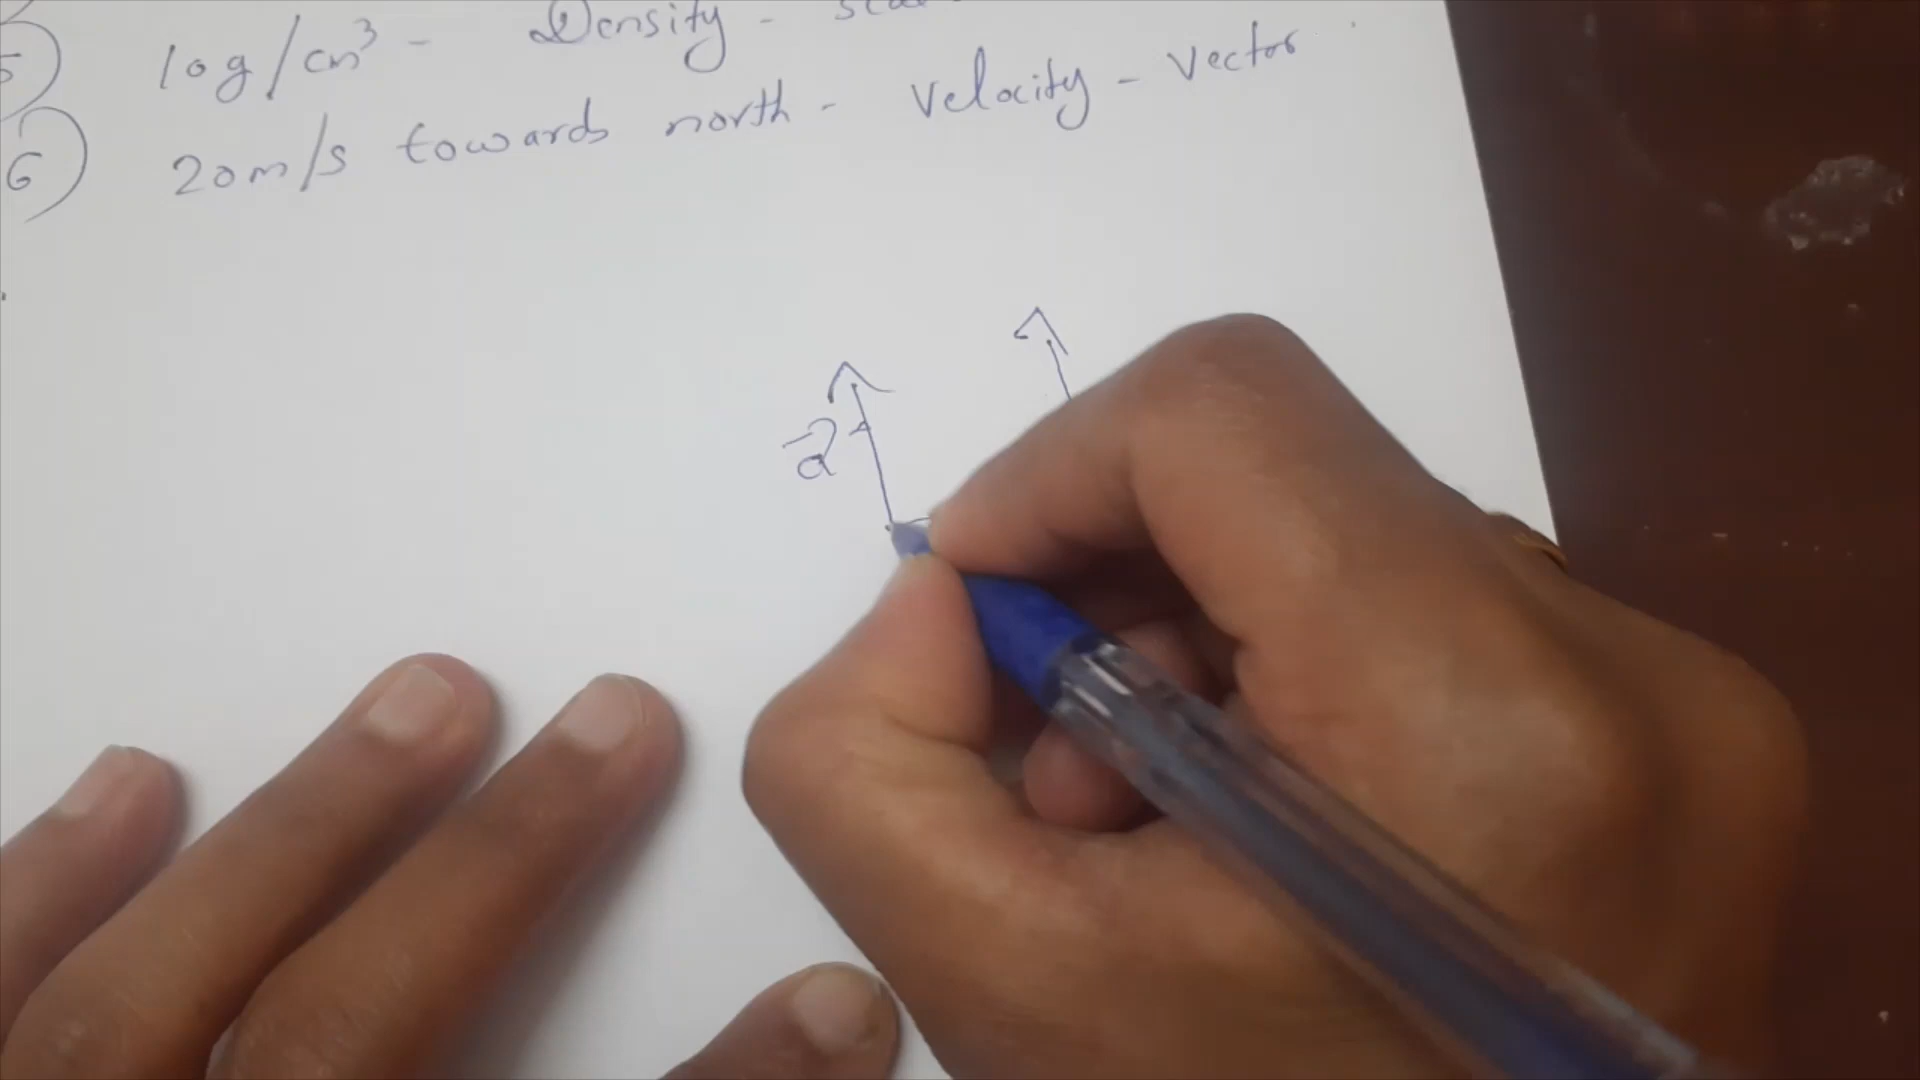 5) 10g/cm³ - Density -
6) 20m/s towards north - Velocity - Vector
a⃗